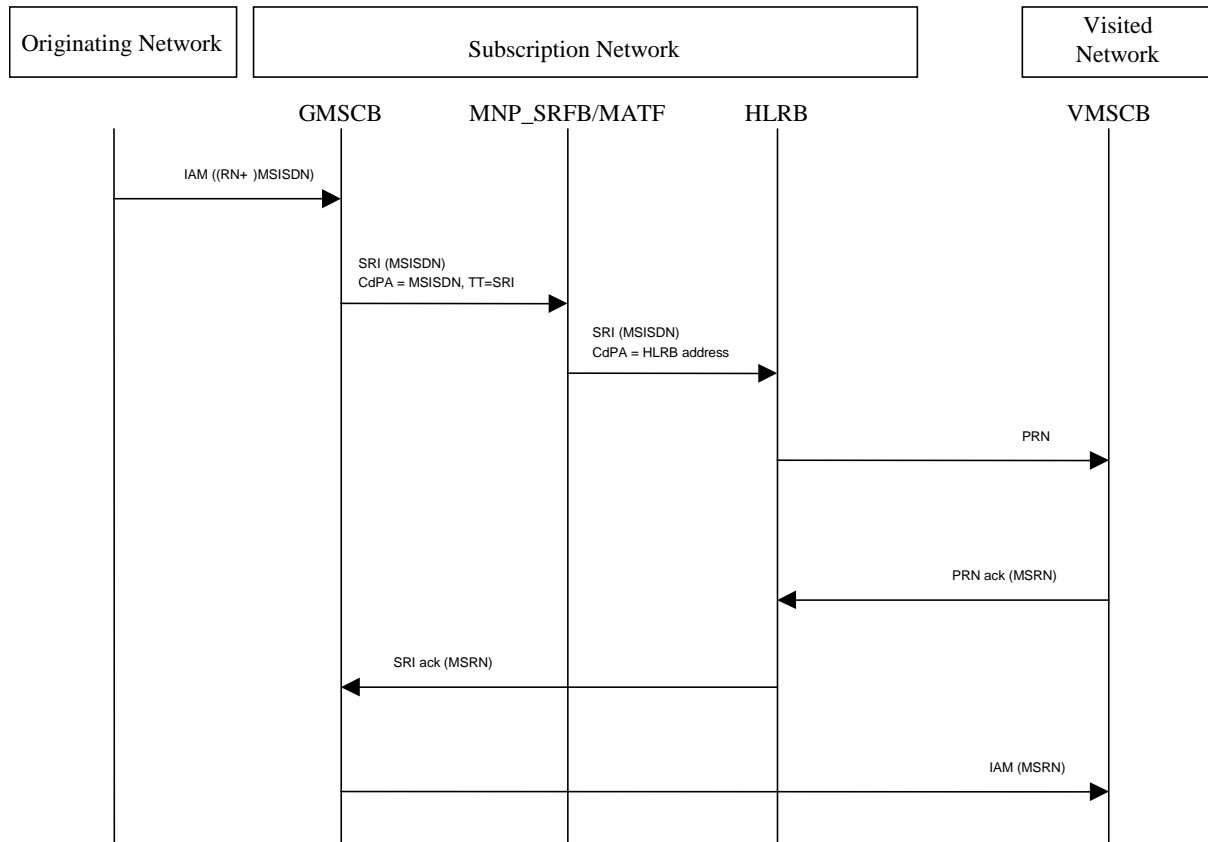 Originating Network
Subscription Network
Visited
Network
GMSCB
MNP_SRFB/MATF
HLRB
VMSCB
IAM ((RN+ )MSISDN)
SRI (MSISDN)
CdPA = MSISDN, TT=SRI
SRI (MSISDN)
CdPA = HLRB address
PRN
PRN ack (MSRN)
SRI ack (MSRN)
IAM (MSRN)